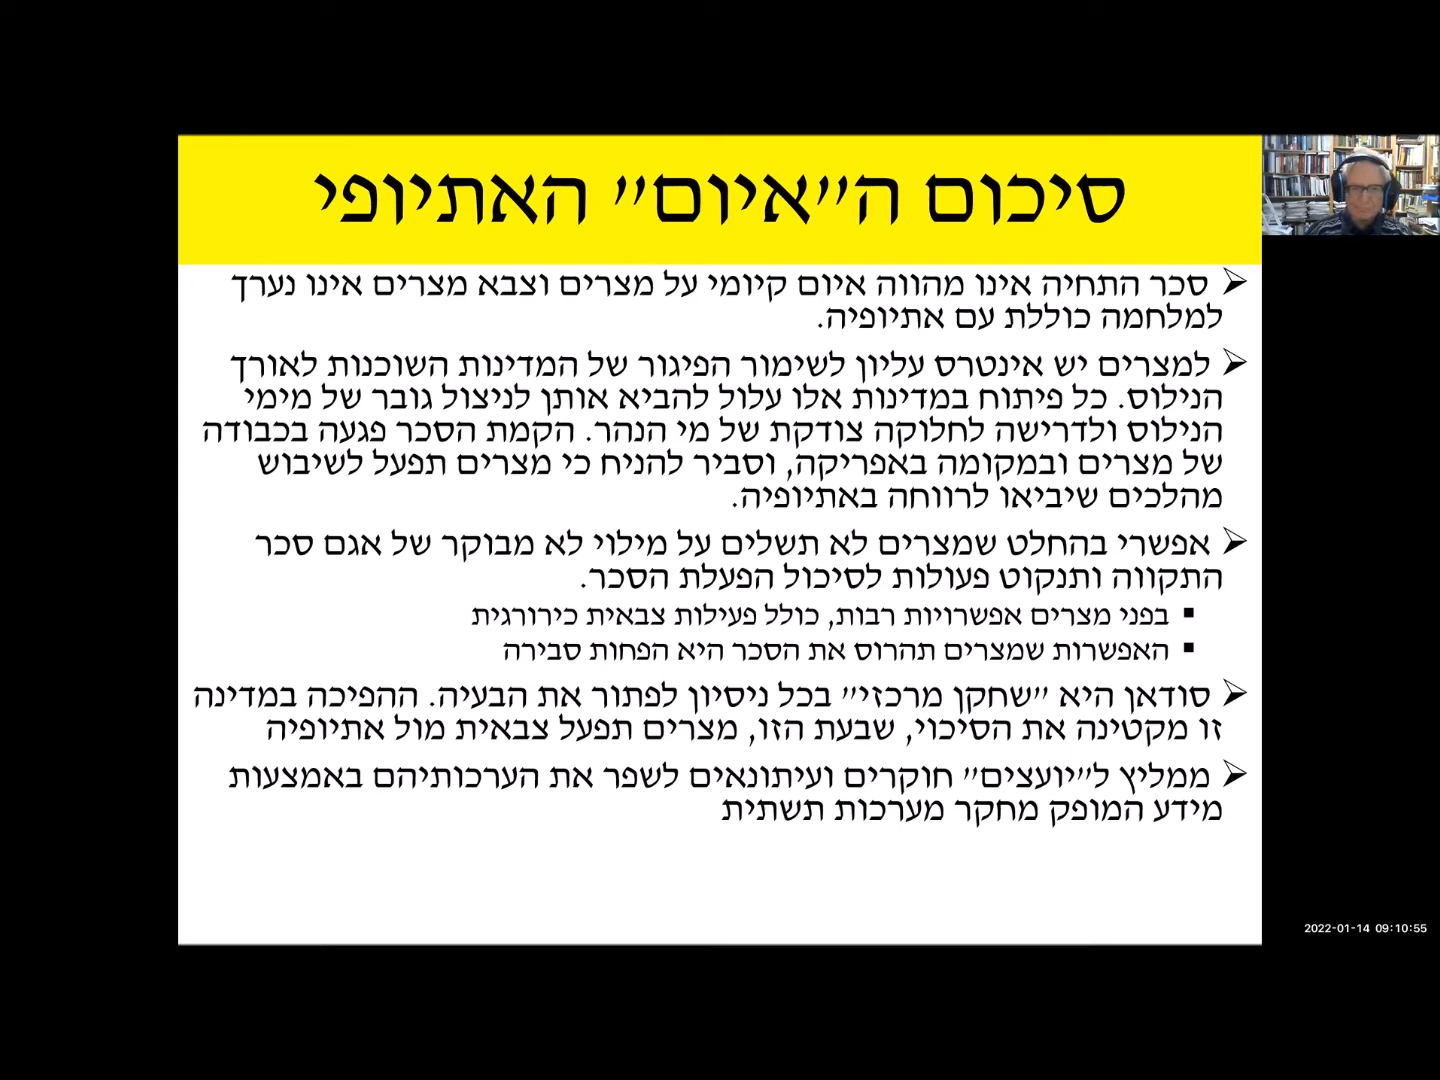 סיכום ה"איום" האתיופי
סכר התחיה אינו מהווה איום קיומי על מצרים וצבא מצרים אינו נערך
למלחמה כוללת עם אתיופיה.
למצרים יש אינטרס עליון לשימור הפיגור של המדינות השוכנות לאורך
הנילוס. כל פיתוח במדינות אלו עלול להביא אותן לניצול גובר של מימי
הנילוס ולדרישה לחלוקה צודקת של מי הנהר. הקמת הסכר פגעה בכבודה
של מצרים ובמקומה באפריקה, וסביר להניח כי מצרים תפעל לשיבוש
מהלכים שיביאו לרווחה באתיופיה.
אפשרי בהחלט שמצרים לא תשלים על מילוי לא מבוקר של אגם סכר
התקווה ותנקוט פעולות לסיכול הפעלת הסכר.
בפני מצרים אפשרויות רבות, כולל פעילות צבאית כירורגית
האפשרות שמצרים תהרוס את הסכר היא הפחות סבירה
סודאן היא "שחקן מרכזי" בכל ניסיון לפתור את הבעיה. ההפיכה במדינה
זו מקטינה את הסיכוי, שבעת הזו, מצרים תפעל צבאית מול אתיופיה
ממליץ ל"יועצים" חוקרים ועיתונאים לשפר את הערכותיהם באמצעות
מידע המופק מחקר מערכות תשתית
2022-01-14 09:10:55